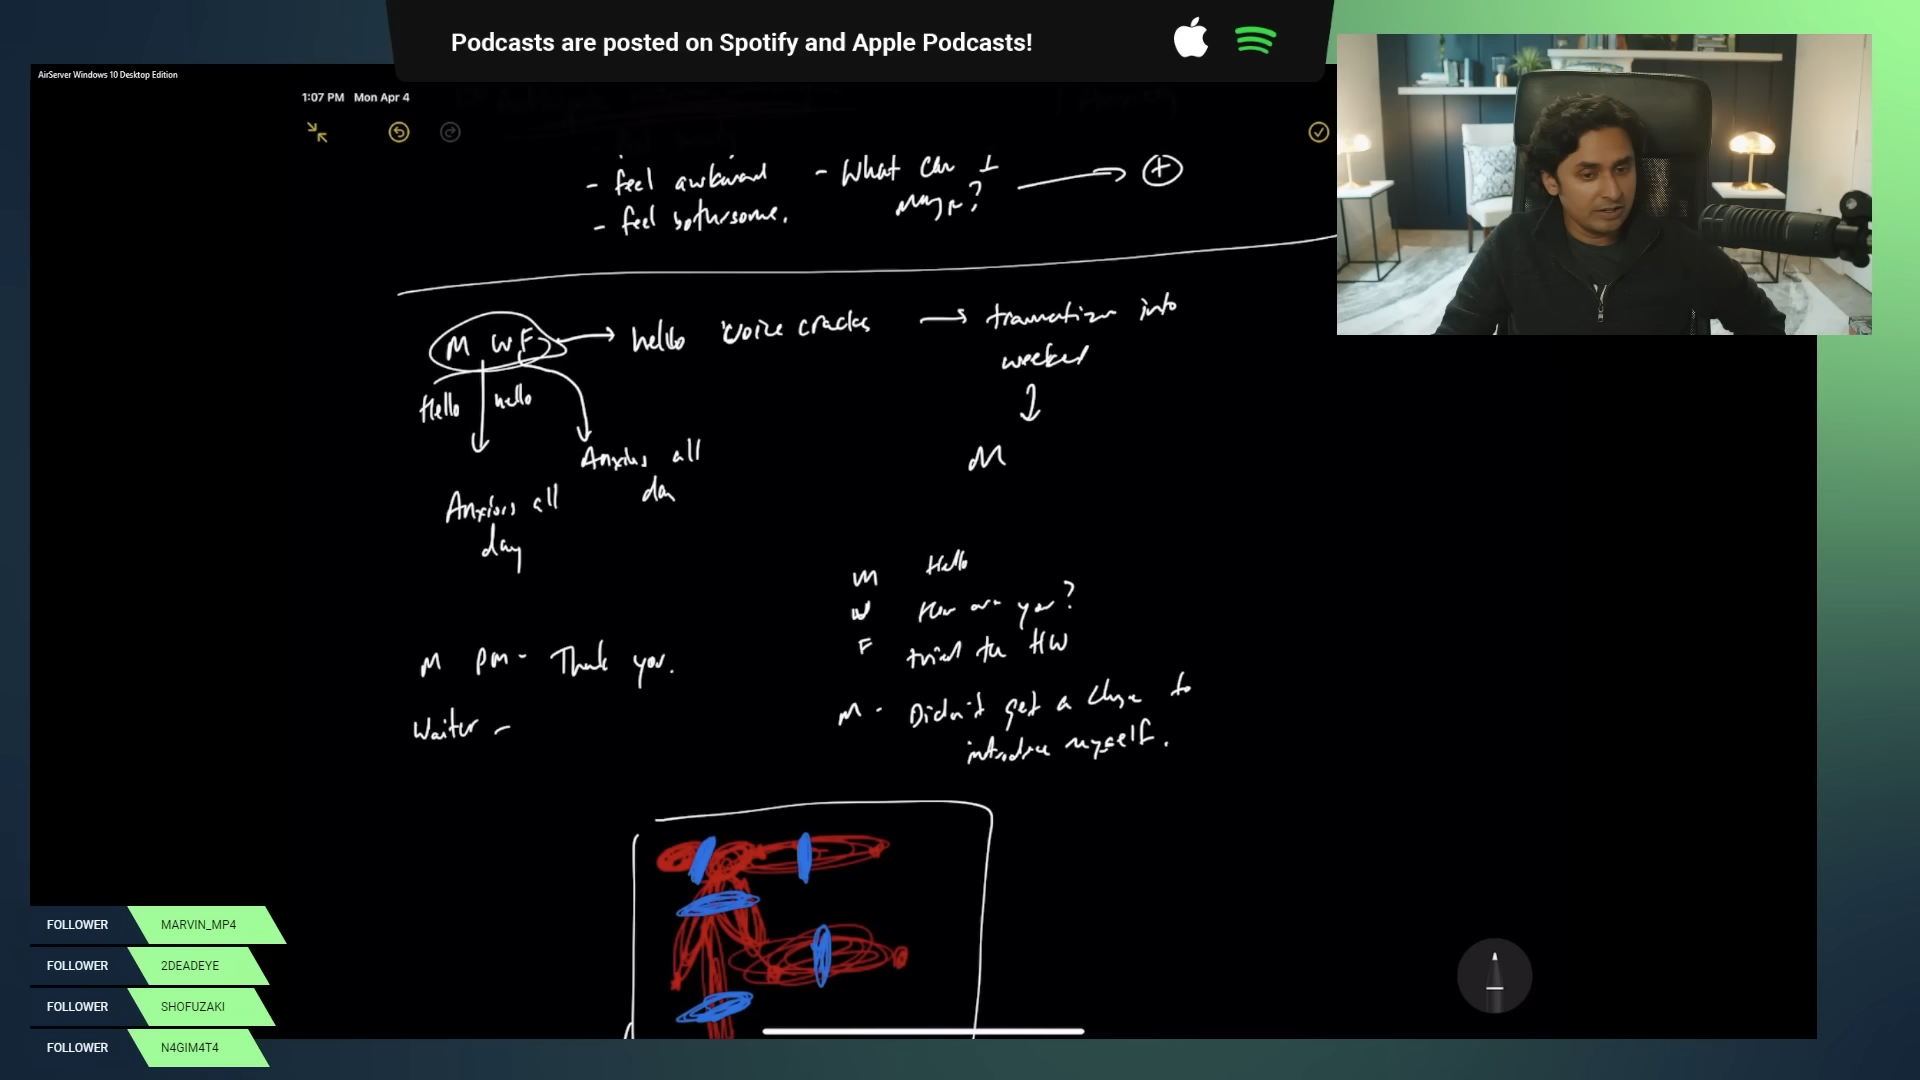 Podcasts are posted on Spotify and Apple Podcasts!
AirServer Windows 10 Desktop Edition
1:07 PM Mon Apr 4
- feel awkward - What can I
- feel bothersome.
M W F hello voice cracks traumatize into
Hello hello
M
Anxious all
Anxious all
day
M Hello
W How are you?
F tried the HW
M PM- Thank you.
M - Didn't get a chance to
introduce myself.
Waiter -
FOLLOWER MARVIN_MP4
FOLLOWER 2DEADEYE
FOLLOWER SHOFUZAKI
FOLLOWER N4GIM4T4